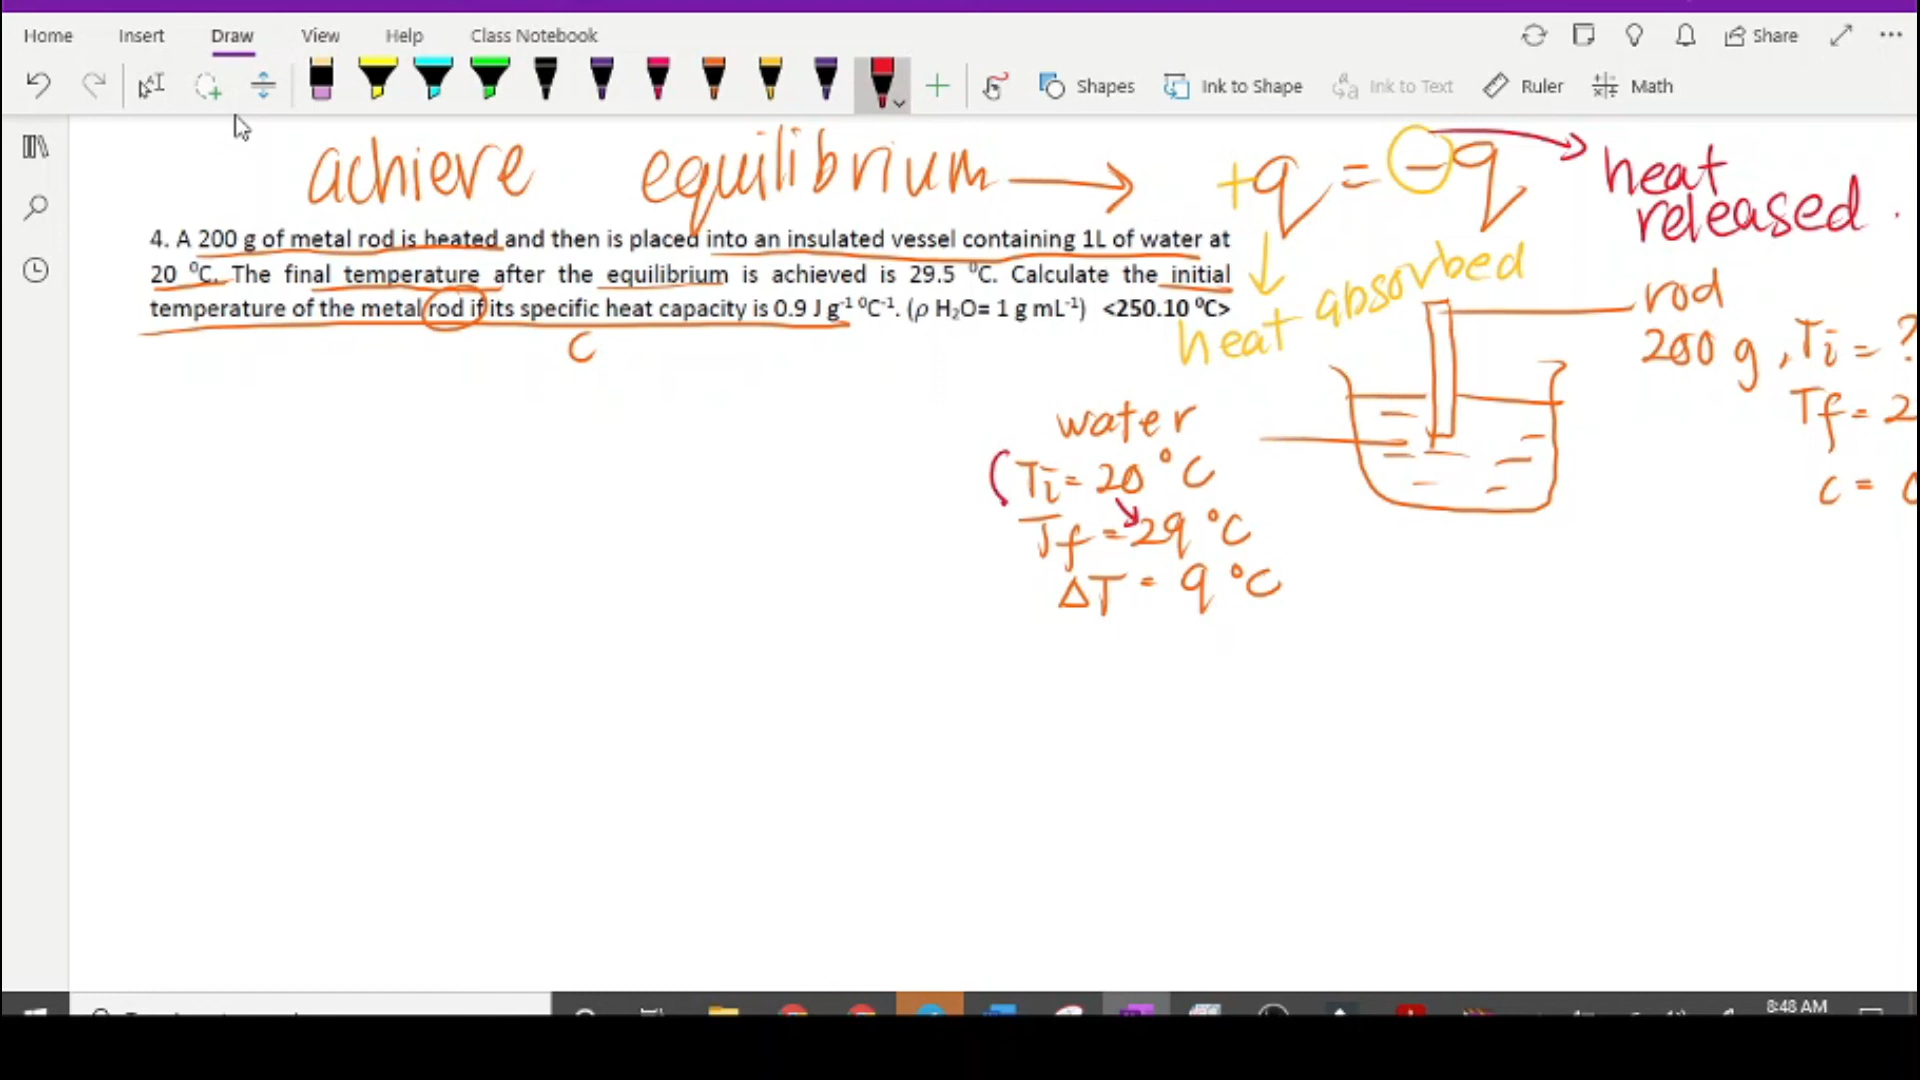 Home Insert Draw View Help Class Notebook Share
Shapes Ink to Shape Ink to Text Ruler Math
achieve equilibrium → +q = -q heat
released.
4. A 200 g of metal rod is heated and then is placed into an insulated vessel containing 1L of water at
20 ⁰C. The final temperature after the equilibrium is achieved is 29.5 ⁰C. Calculate the initial
temperature of the metal rod if its specific heat capacity is 0.9 J g⁻¹ ⁰C⁻¹. (ρ H₂O= 1 g mL⁻¹) <250.10 ⁰C>
c
heat absorbed
rod
200 g , Ti = ?
Tf = 2
c =
water
Ti = 20 °C
Tf = 29 °C
ΔT = 9 °C
8:48 AM